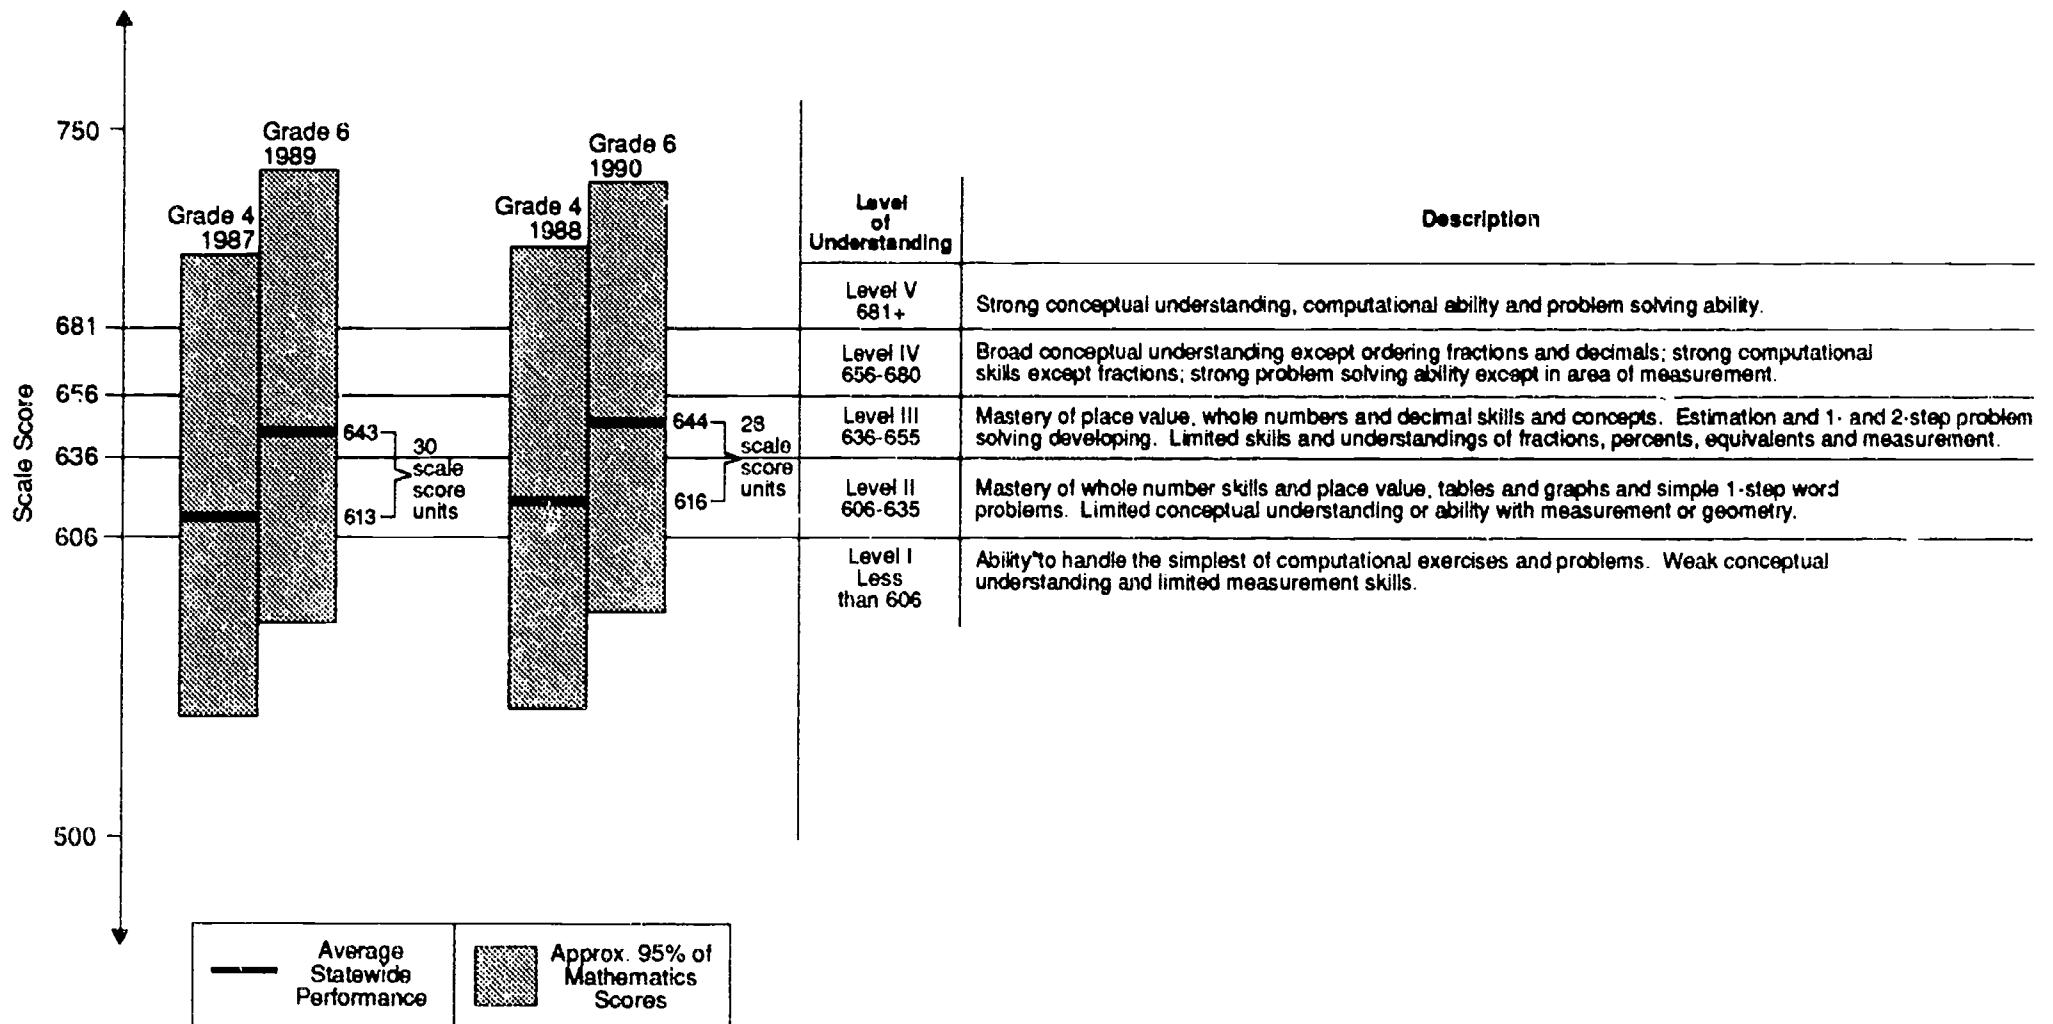 750
681
656
636
606
500
Scale Score
Grade 4
1987
Grade 6
1989
643
613
30
scale
score
units
Grade 4
1988
Grade 6
1990
644
616
28
scale
score
units
Level
of
Understanding
Description
Level V
681+
Strong conceptual understanding, computational ability and problem solving ability.
Level IV
656-680
Broad conceptual understanding except ordering fractions and decimals; strong computational
skills except fractions; strong problem solving ability except in area of measurement.
Level III
636-655
Mastery of place value, whole numbers and decimal skills and concepts. Estimation and 1- and 2-step problem
solving developing. Limited skills and understandings of fractions, percents, equivalents and measurement.
Level II
606-635
Mastery of whole number skills and place value, tables and graphs and simple 1-step word
problems. Limited conceptual understanding or ability with measurement or geometry.
Level I
Less
than 606
Ability to handle the simplest of computational exercises and problems. Weak conceptual
understanding and limited measurement skills.
Average
Statewide
Performance
Approx. 95% of
Mathematics
Scores